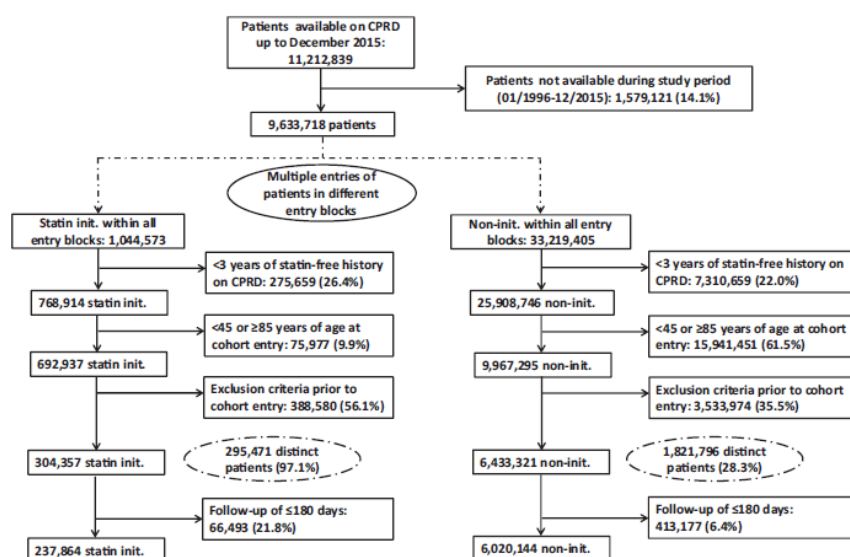 Patients available on CPRD
up to December 2015:
11,212,839
Patients not available during study period
(01/1996-12/2015): 1,579,121 (14.1%)
9,633,718 patients
Multiple entries of
patients in different
entry blocks
Statin init. within all
entry blocks: 1,044,573
Non-init. within all entry
blocks: 33,219,405
<3 years of statin-free history
on CPRD: 275,659 (26.4%)
<3 years of statin-free history on
CPRD: 7,310,659 (22.0%)
768,914 statin init.
25,908,746 non-init.
<45 or ≥85 years of age at
cohort entry: 75,977 (9.9%)
<45 or ≥85 years of age at cohort
entry: 15,941,451 (61.5%)
692,937 statin init.
9,967,295 non-init.
Exclusion criteria prior to
cohort entry: 388,580 (56.1%)
Exclusion criteria prior to cohort
entry: 3,533,974 (35.5%)
304,357 statin init.
295,471 distinct
patients (97.1%)
6,433,321 non-init.
1,821,796 distinct
patients (28.3%)
Follow-up of ≤180 days:
66,493 (21.8%)
Follow-up of ≤180 days:
413,177 (6.4%)
237,864 statin init.
6,020,144 non-init.